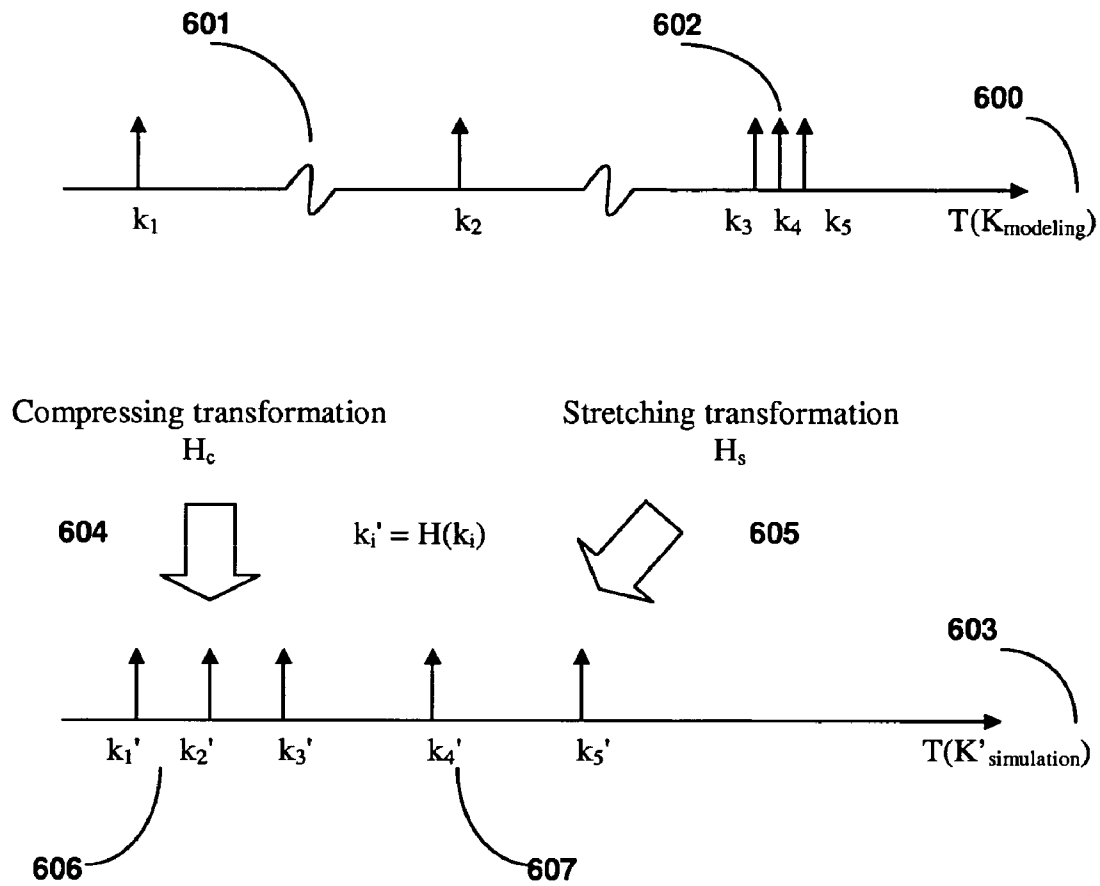 601
602
600
k₁ k₂ k₃ k₄ k₅ T(Kmodeling)
Compressing transformation
Hc
Stretching transformation
Hs
604
kᵢ' = H(kᵢ)
605
603
k₁' k₂' k₃' k₄' k₅' T(K'simulation)
606
607